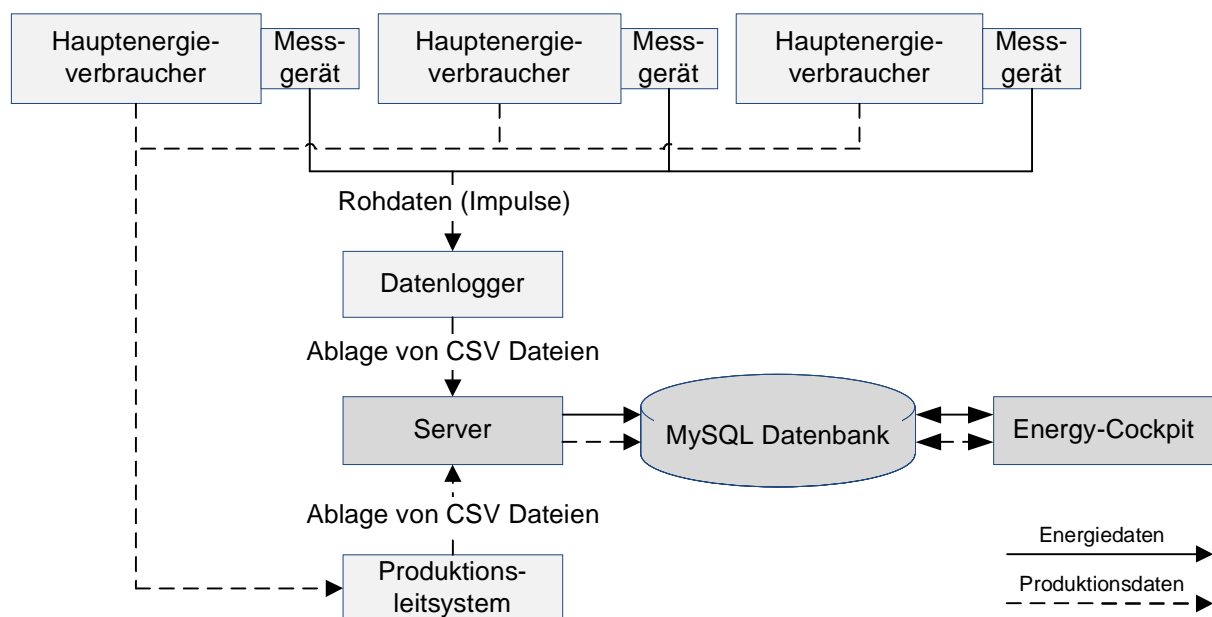 Hauptenergie-
verbraucher
Mess-
gerät
Hauptenergie-
verbraucher
Mess-
gerät
Hauptenergie-
verbraucher
Mess-
gerät
Rohdaten (Impulse)
Datenlogger
Ablage von CSV Dateien
Server
MySQL Datenbank
Energy-Cockpit
Ablage von CSV Dateien
Produktions-
leitsystem
Energiedaten
Produktionsdaten